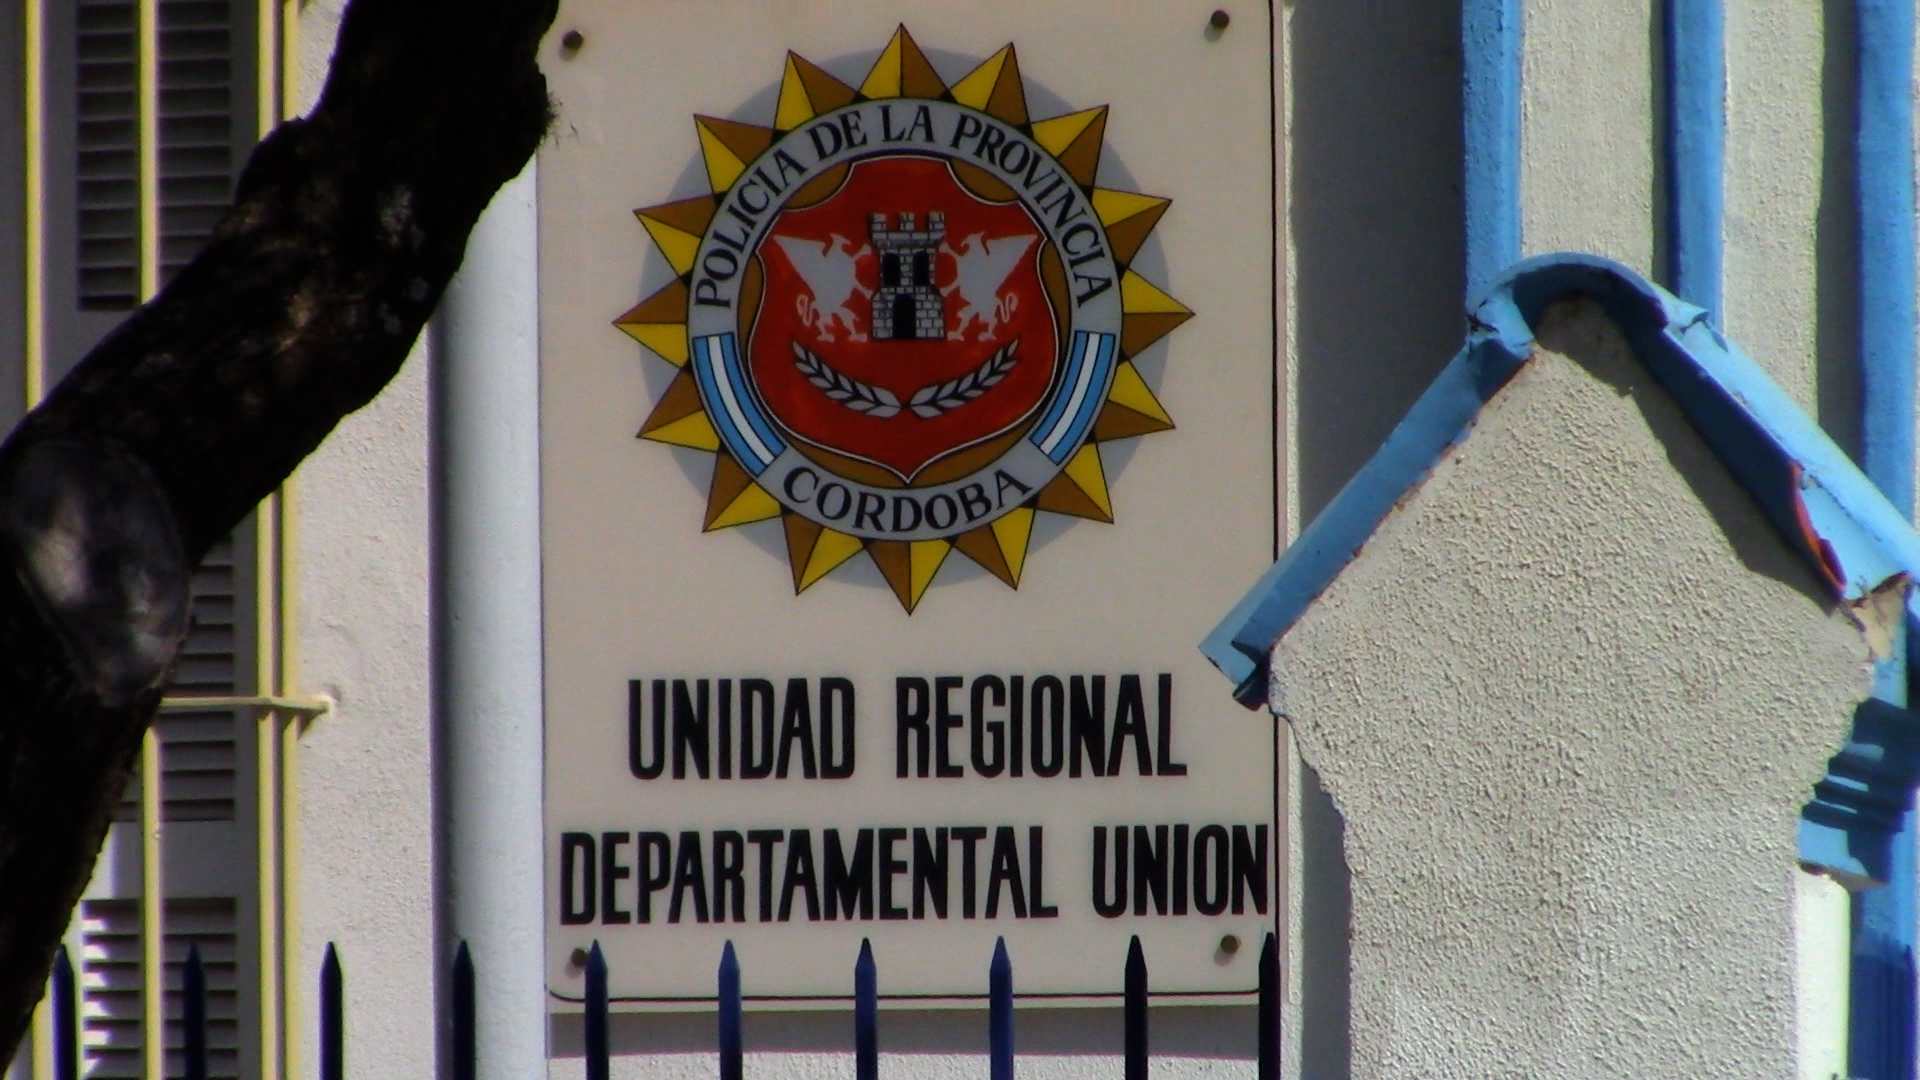 POLICIA DE LA PROVINCIA
CORDOBA
UNIDAD REGIONAL
DEPARTAMENTAL UNION